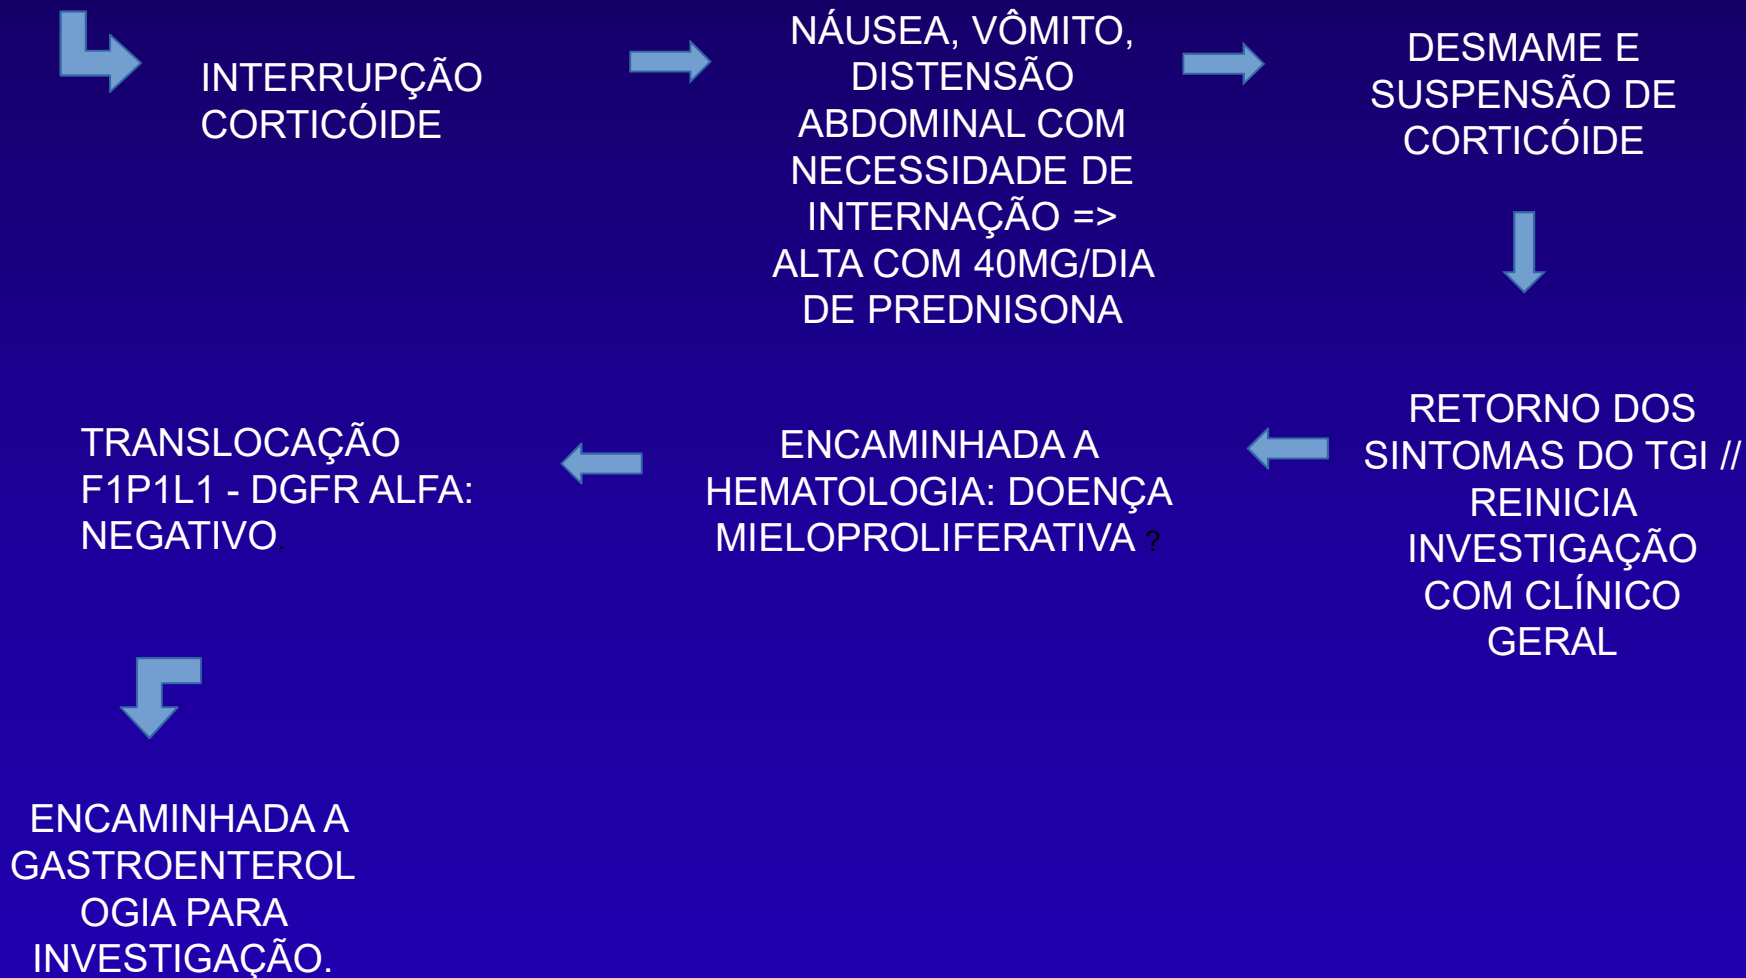 INTERRUPÇÃO
CORTICÓIDE
NÁUSEA, VÔMITO,
DISTENSÃO
ABDOMINAL COM
NECESSIDADE DE
INTERNAÇÃO =>
ALTA COM 40MG/DIA
DE PREDNISONA
DESMAME E
SUSPENSÃO DE
CORTICÓIDE
RETORNO DOS
SINTOMAS DO TGI //
REINICIA
INVESTIGAÇÃO
COM CLÍNICO
GERAL
ENCAMINHADA A
HEMATOLOGIA: DOENÇA
MIELOPROLIFERATIVA ?
TRANSLOCAÇÃO
F1P1L1 - DGFR ALFA:
NEGATIVO.
ENCAMINHADA A
GASTROENTEROL
OGIA PARA
INVESTIGAÇÃO.